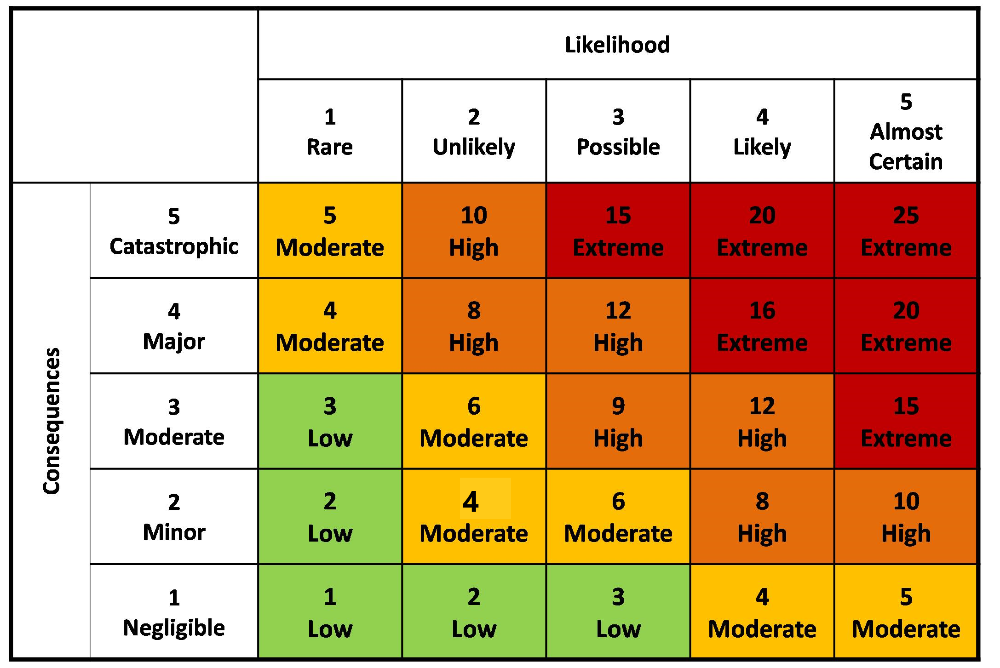 Likelihood
1
Rare
2
Unlikely
3
Possible
4
Likely
5
Almost
Certain
Consequences
5
Catastrophic
5
Moderate
10
High
15
Extreme
20
Extreme
25
Extreme
4
Major
4
Moderate
8
High
12
High
16
Extreme
20
Extreme
3
Moderate
3
Low
6
Moderate
9
High
12
High
15
Extreme
2
Minor
2
Low
4
Moderate
6
Moderate
8
High
10
High
1
Negligible
1
Low
2
Low
3
Low
4
Moderate
5
Moderate